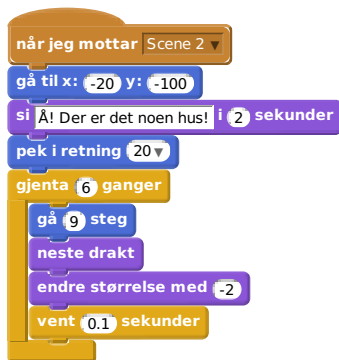 når jeg mottar Scene 2
gå til x: -20 y: -100
si Å! Der er det noen hus! i 2 sekunder
pek i retning 20
gjenta 6 ganger
gå 9 steg
neste drakt
endre størrelse med -2
vent 0.1 sekunder